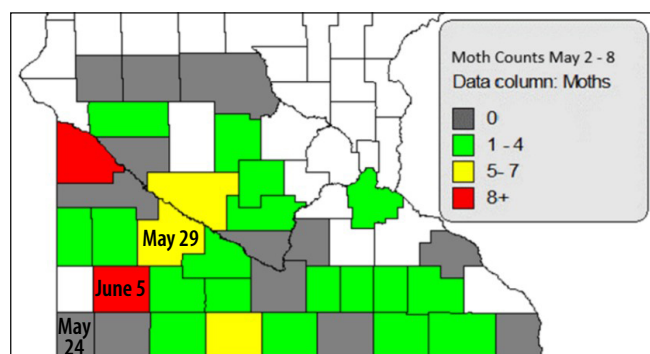 Moth Counts May 2 - 8
Data column: Moths
0
1 - 4
5- 7
8+
May 29
June 5
May
24